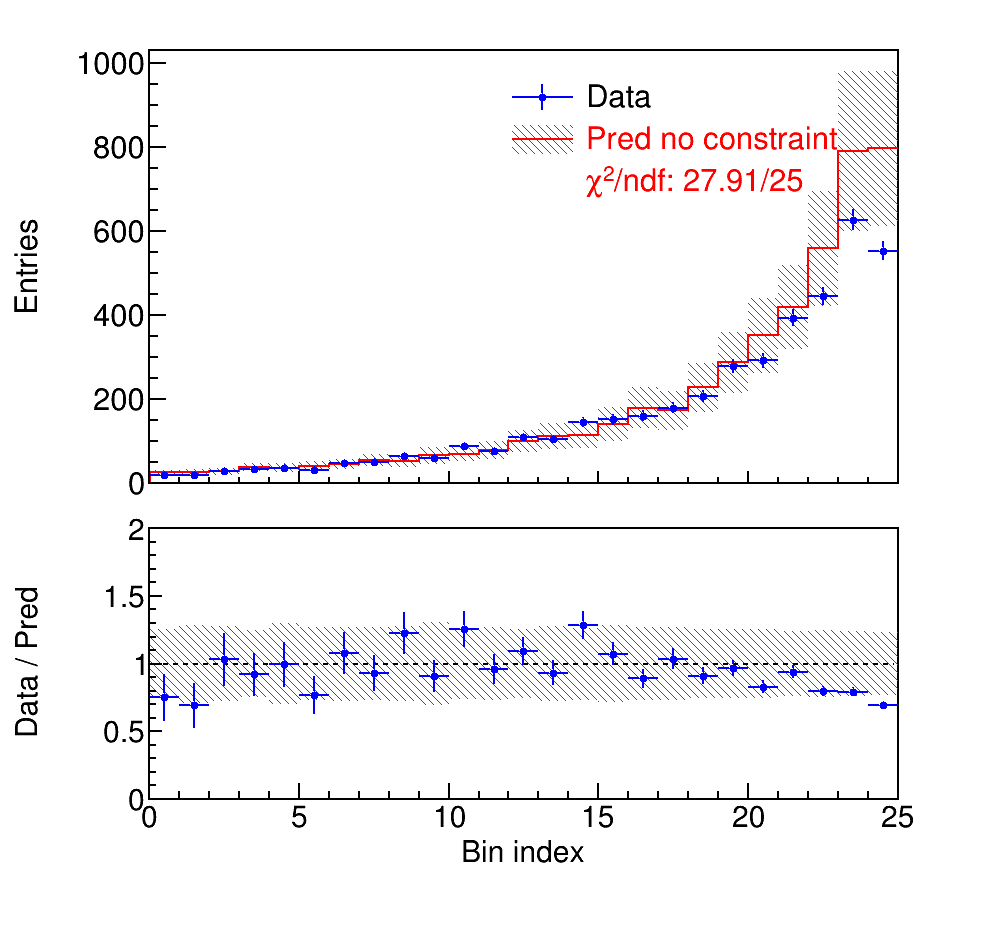 1000
800
600
400
200
0
Entries
Data
Pred no constraint
χ²/ndf: 27.91/25
2
1.5
1
0.5
0
Data / Pred
0 5 10 15 20 25
Bin index